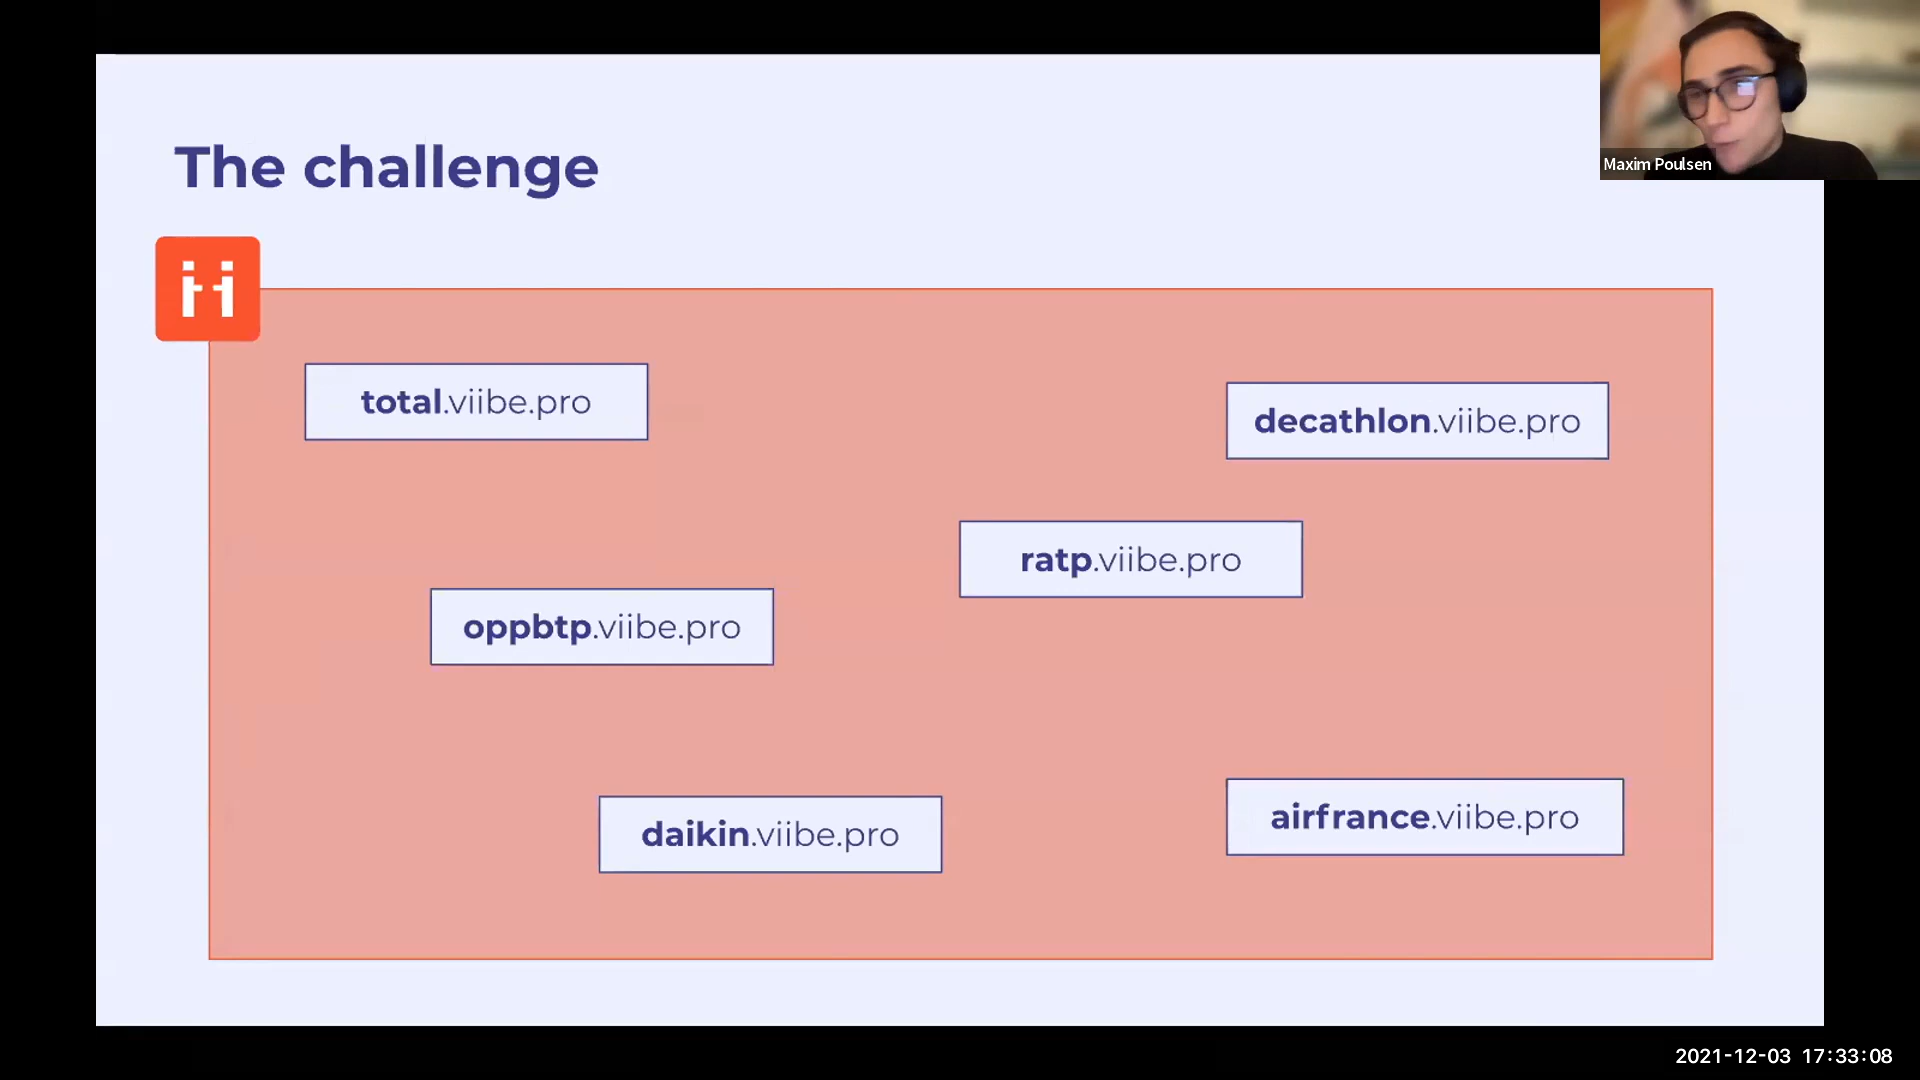 The challenge
Maxim Poulsen
total.viibe.pro
decathlon.viibe.pro
ratp.viibe.pro
oppbtp.viibe.pro
daikin.viibe.pro
airfrance.viibe.pro
2021-12-03 17:33:08